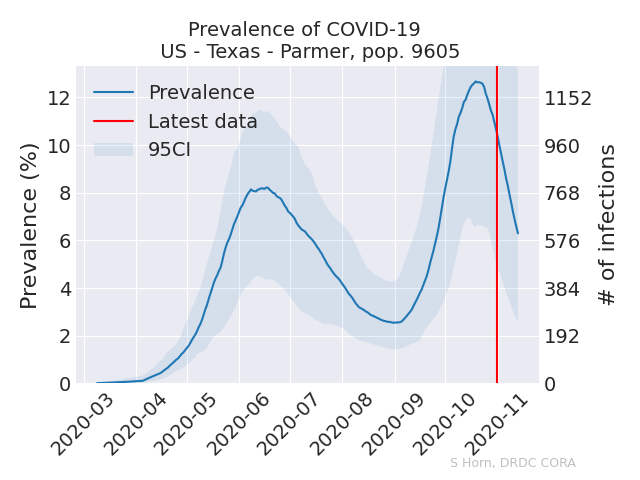 Prevalence of COVID-19
US - Texas - Parmer, pop. 9605
Prevalence
Latest data
95CI
Prevalence (%)
12
10
8
6
4
2
0
1152
960
768
576
384
192
0
# of infections
2020-03
2020-04
2020-05
2020-06
2020-07
2020-08
2020-09
2020-10
2020-11
S Horn, DRDC CORA